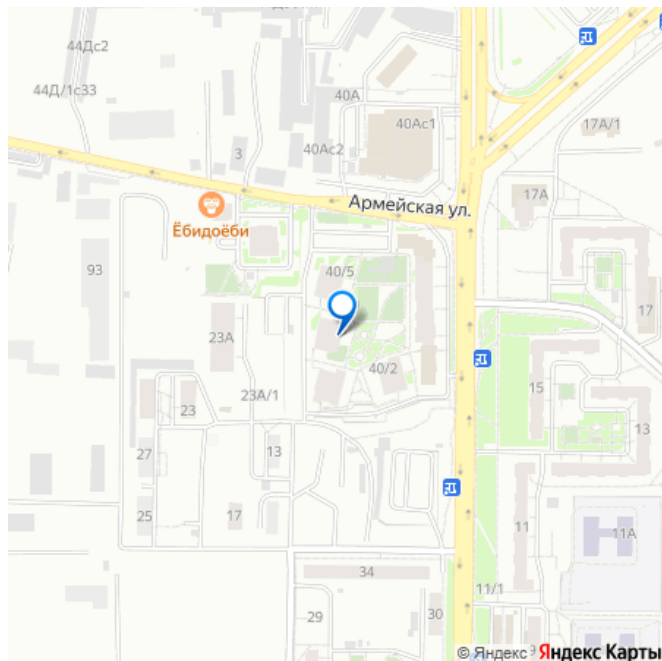 44Дс2
44Д/1с33
40А
40Ас1
17А/1
3
40Ас2
17А
Армейская ул.
Ёбидоёби
93
40/5
17
23А
40/2
15
23А/1
23
13
27
13
25
17
11
11А
34
11/1
29
30
© Яндекс
Яндекс Карты